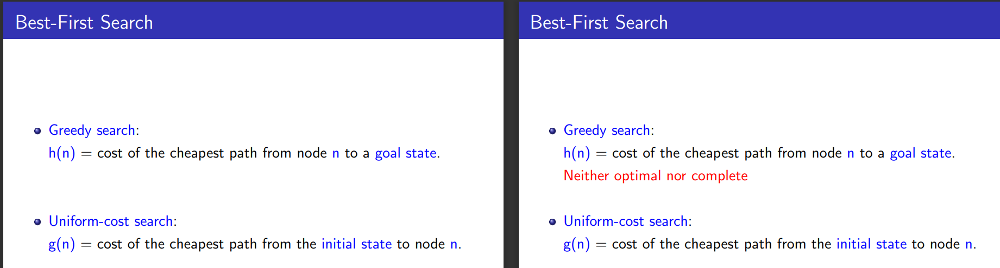 Best-First Search
Greedy search:
h(n) = cost of the cheapest path from node n to a goal state.
Uniform-cost search:
g(n) = cost of the cheapest path from the initial state to node n.
Best-First Search
Greedy search:
h(n) = cost of the cheapest path from node n to a goal state.
Neither optimal nor complete
Uniform-cost search:
g(n) = cost of the cheapest path from the initial state to node n.